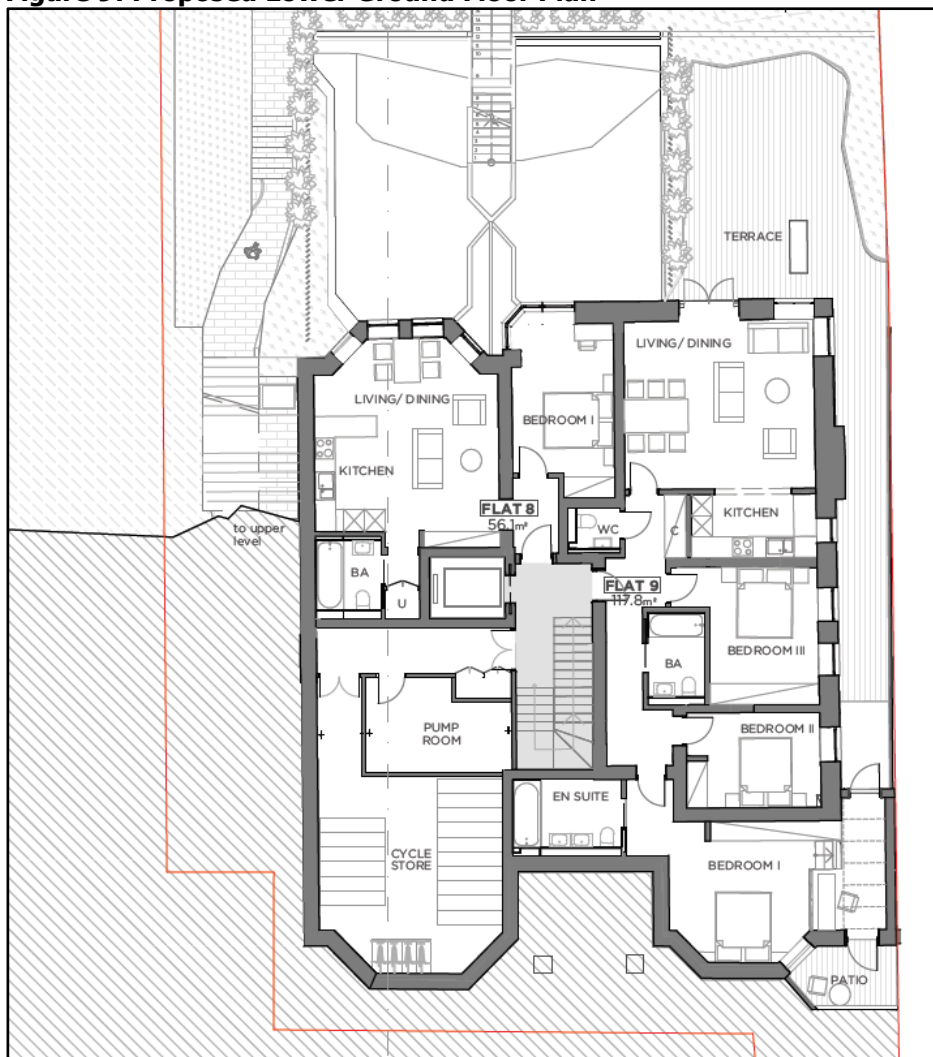 Figure 9: Proposed Lower Ground Floor Plan
TERRACE
LIVING/ DINING
LIVING/ DINING
BEDROOM I
KITCHEN
FLAT 8
56.1m²
WC
C
KITCHEN
to upper
level
BA
U
FLAT 9
117.8m²
BA
BEDROOM III
PUMP
ROOM
BEDROOM II
EN SUITE
CYCLE
STORE
BEDROOM I
PATIO